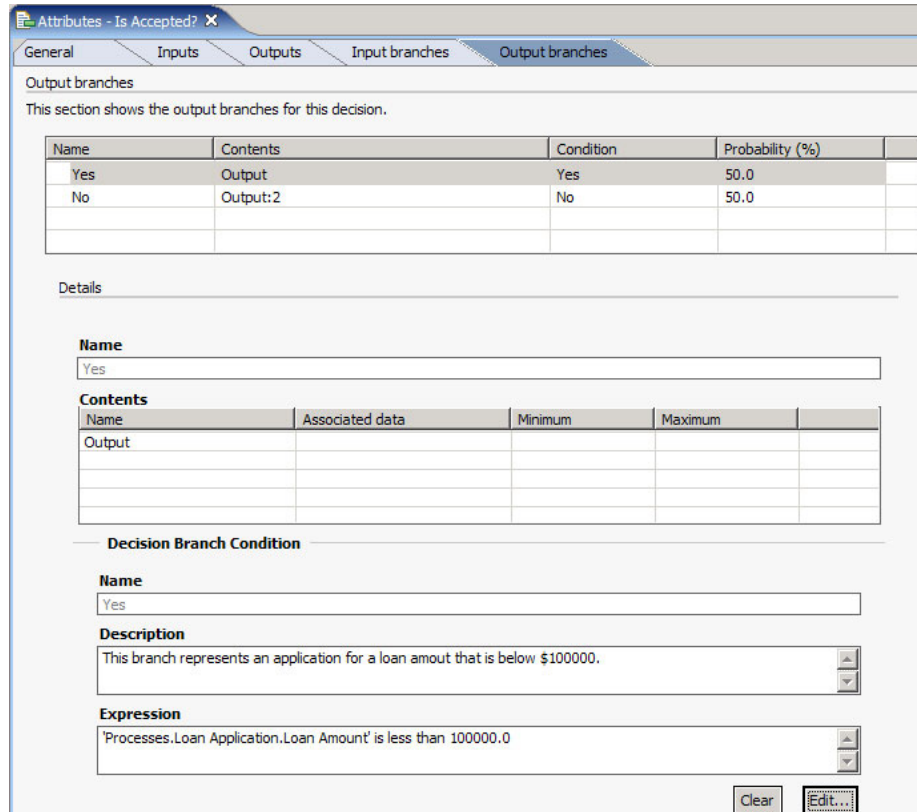 Attributes - Is Accepted?
General Inputs Outputs Input branches Output branches
Output branches
This section shows the output branches for this decision.
Name Contents Condition Probability (%)
Yes Output Yes 50.0
No Output:2 No 50.0
Details
Name
Yes
Contents
Name Associated data Minimum Maximum
Output
Decision Branch Condition
Name
Yes
Description
This branch represents an application for a loan amout that is below $100000.
Expression
'Processes.Loan Application.Loan Amount' is less than 100000.0
Clear Edit...